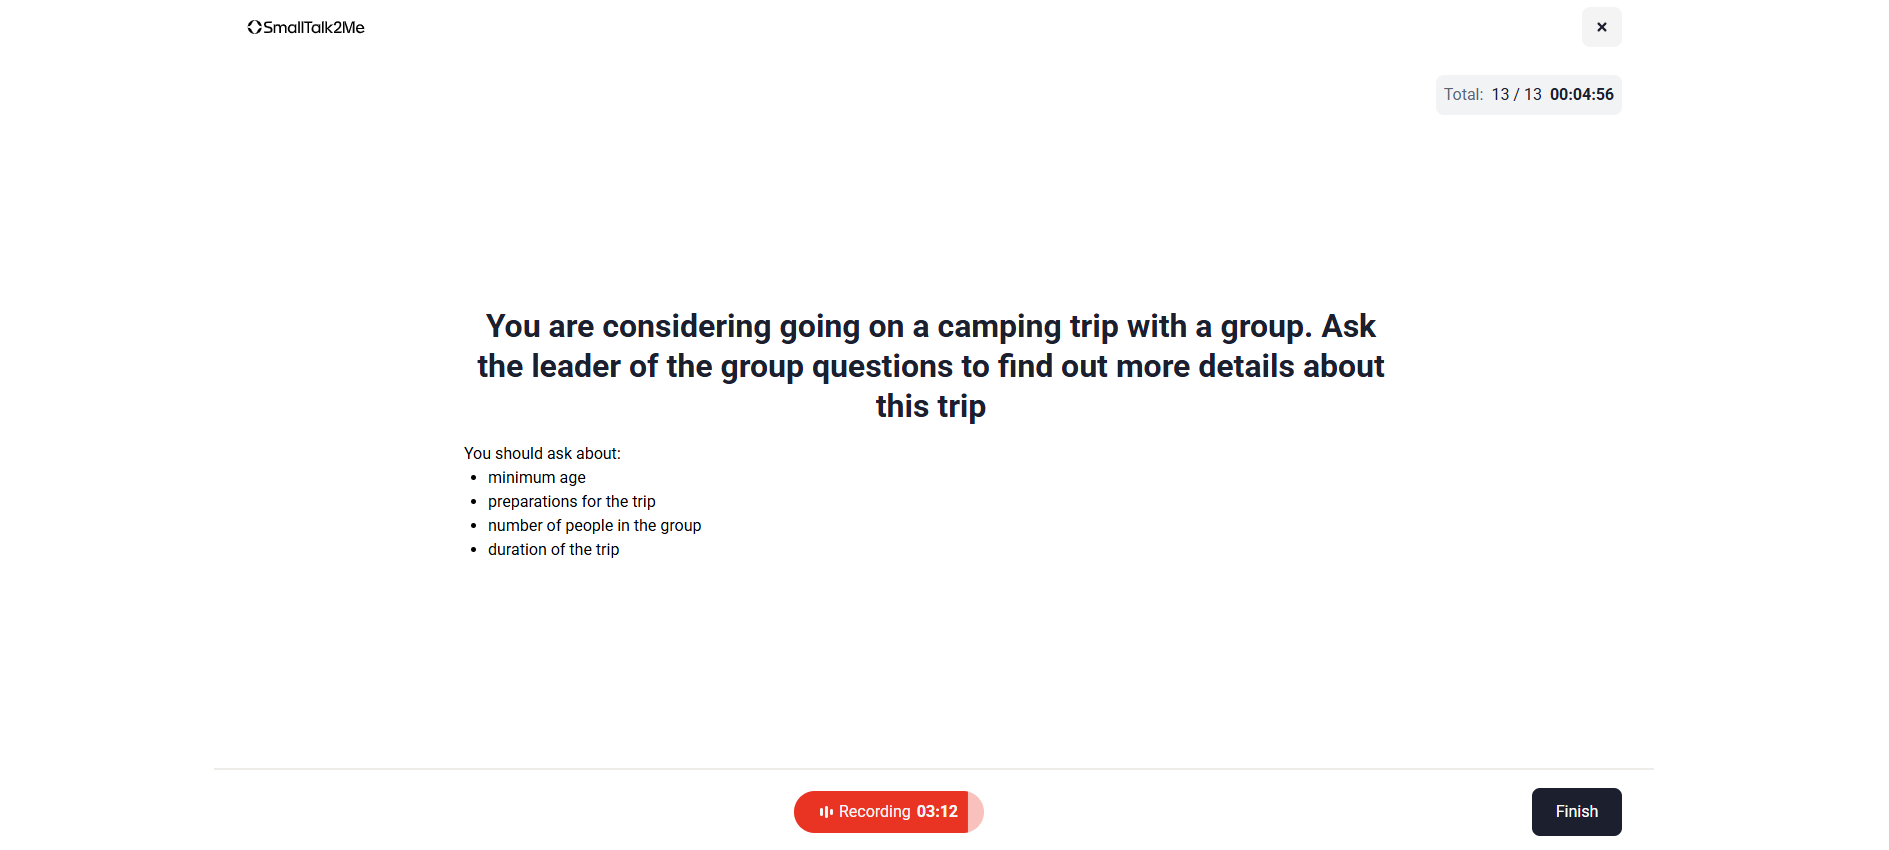 SmallTalk2Me
×
Total: 13 / 13 00:04:56
You are considering going on a camping trip with a group. Ask
the leader of the group questions to find out more details about
this trip
You should ask about:
• minimum age
• preparations for the trip
• number of people in the group
• duration of the trip
Recording 03:12
Finish